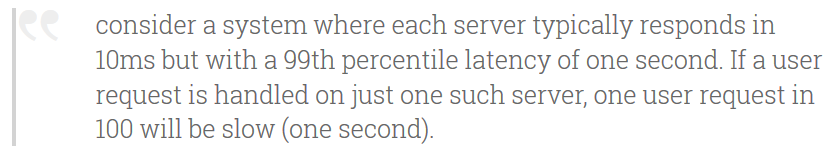 consider a system where each server typically responds in
10ms but with a 99th percentile latency of one second. If a user
request is handled on just one such server, one user request in
100 will be slow (one second).